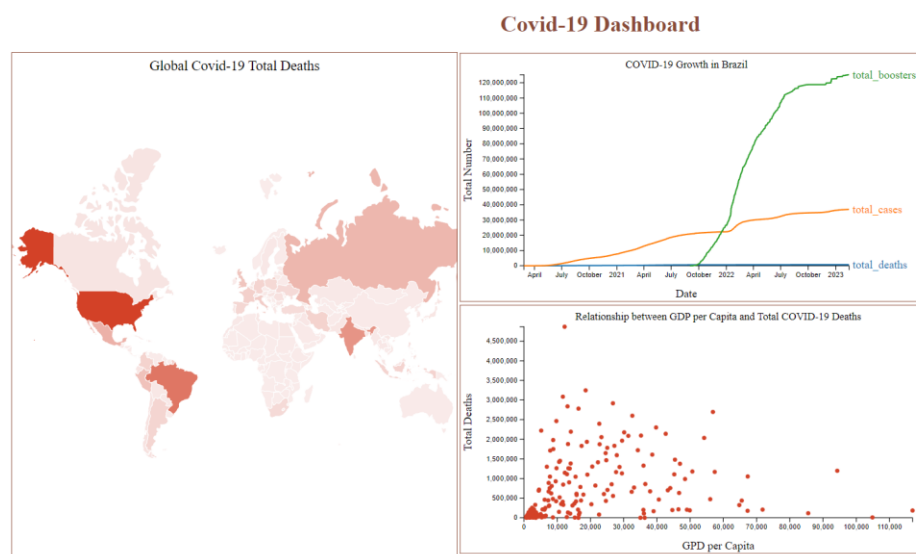 Covid-19 Dashboard
Global Covid-19 Total Deaths
COVID-19 Growth in Brazil
Total Number
120,000,000
110,000,000
100,000,000
90,000,000
80,000,000
70,000,000
60,000,000
50,000,000
40,000,000
30,000,000
20,000,000
10,000,000
0
total_boosters
total_cases
total_deaths
April July October 2021 April July October 2022 April July October 2023
Date
Relationship between GDP per Capita and Total COVID-19 Deaths
Total Deaths
4,500,000
4,000,000
3,500,000
3,000,000
2,500,000
2,000,000
1,500,000
1,000,000
500,000
0
0 10,000 20,000 30,000 40,000 50,000 60,000 70,000 80,000 90,000 100,000 110,000
GPD per Capita